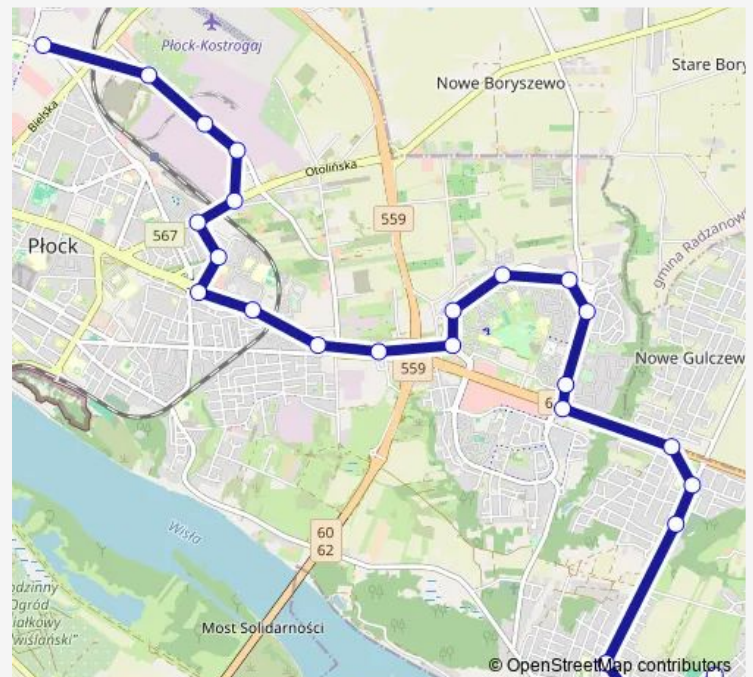 Płock-Kostrogaj
Stare Bory
Nowe Boryszewo
Bielska
Otolińska
559
567
Płock
gmina Radzanowo
Nowe Gulczew
559
6
Wisła
60
62
odzinny
Ogród
iałkowy
wiślański"
Most Solidarności
© OpenStreetMap contributors